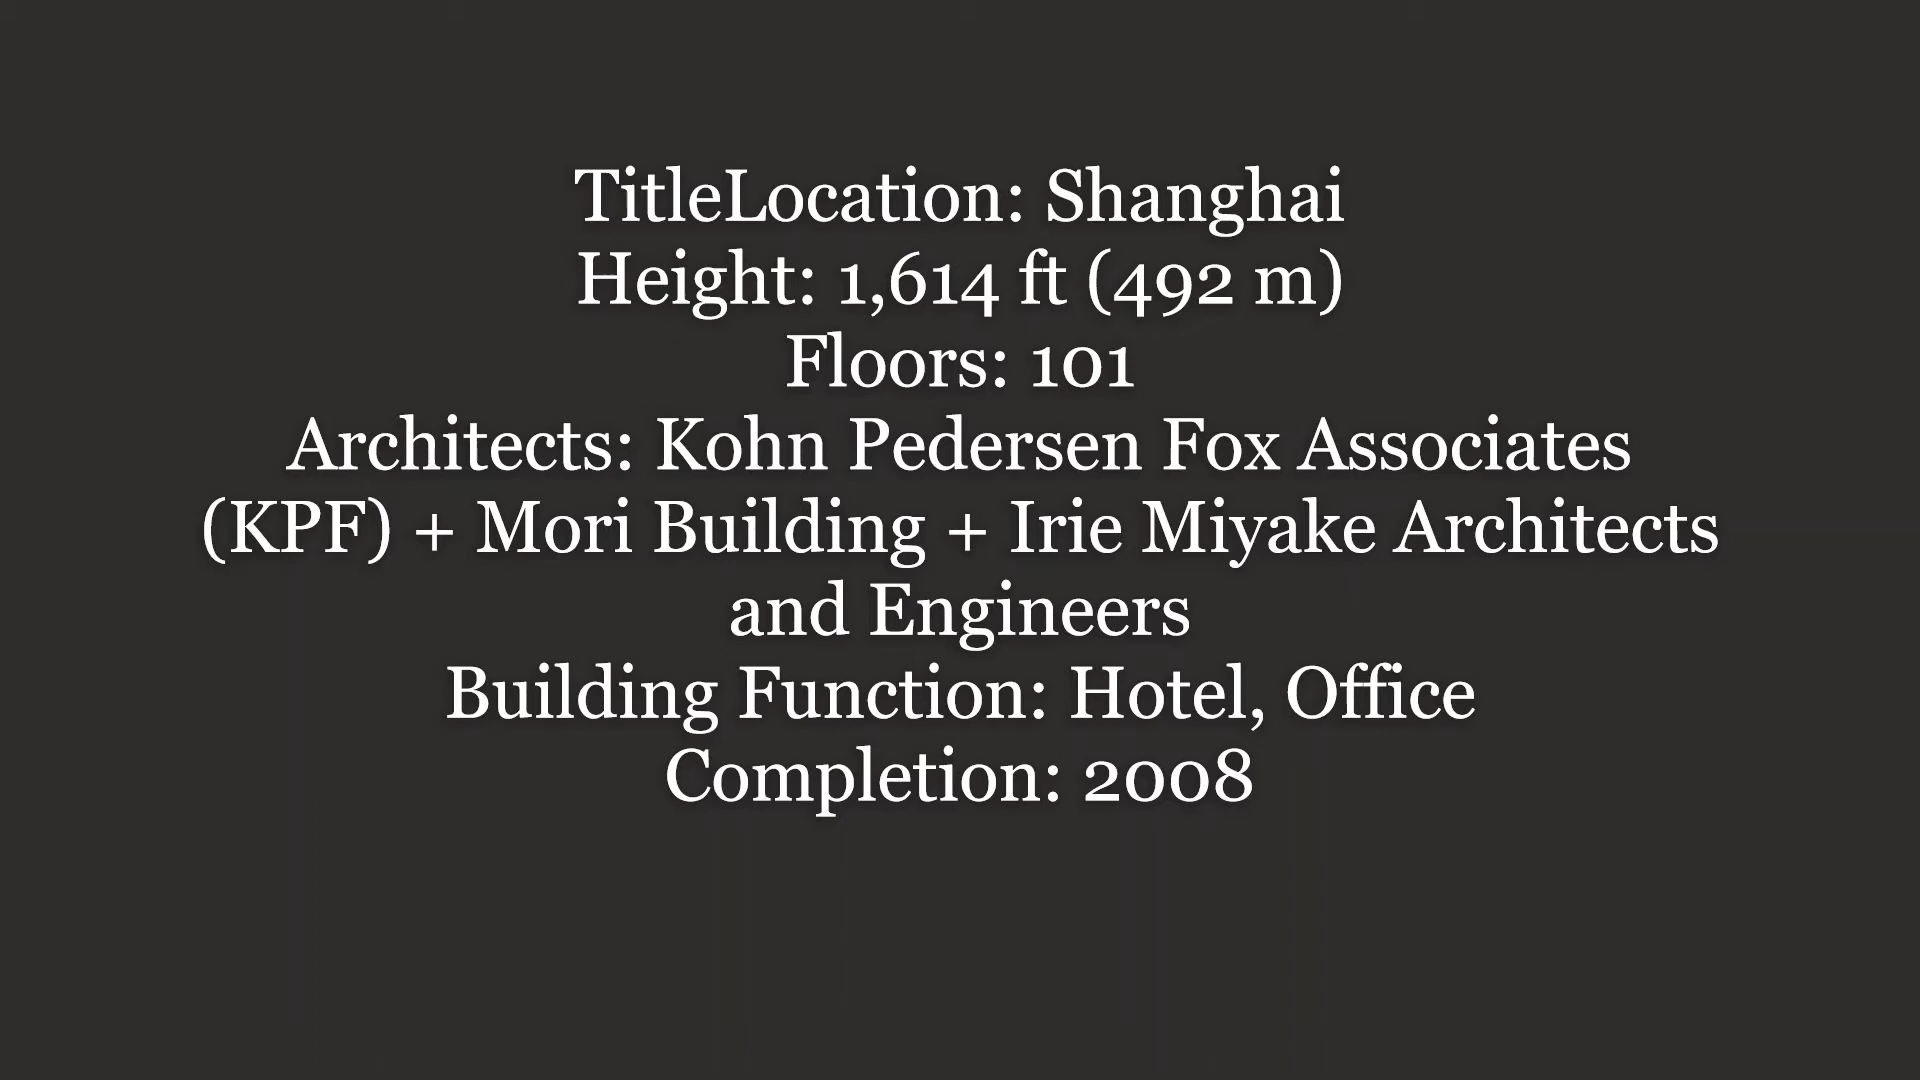 TitleLocation: Shanghai
Height: 1,614 ft (492 m)
Floors: 101
Architects: Kohn Pedersen Fox Associates
(KPF) + Mori Building + Irie Miyake Architects
and Engineers
Building Function: Hotel, Office
Completion: 2008